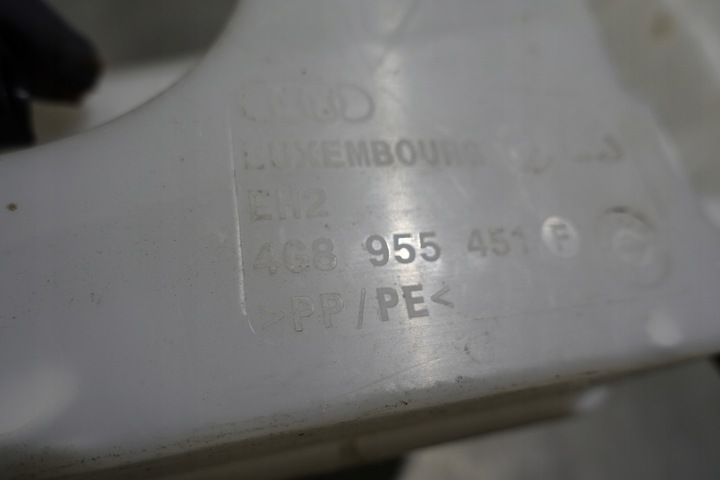 LUXEMBOURG
EH2
4G8 955 451 F
>PP/PE<